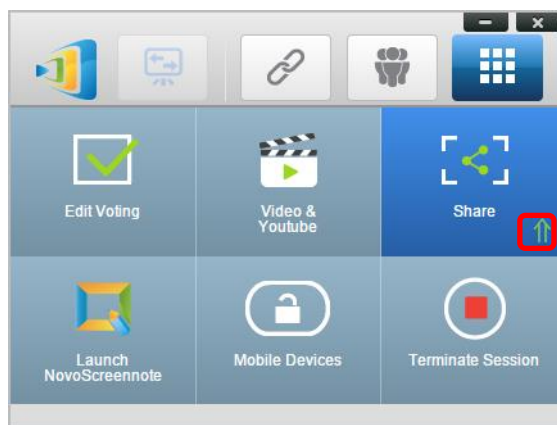 Edit Voting
Video &
Youtube
Share
Launch
NovoScreennote
Mobile Devices
Terminate Session